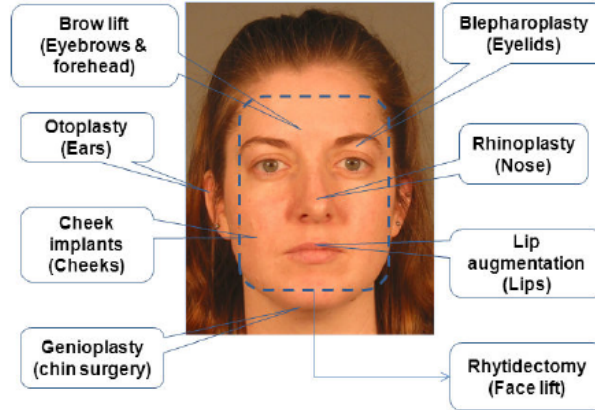 Brow lift
(Eyebrows &
forehead)
Blepharoplasty
(Eyelids)
Otoplasty
(Ears)
Rhinoplasty
(Nose)
Cheek
implants
(Cheeks)
Lip
augmentation
(Lips)
Genioplasty
(chin surgery)
Rhytidectomy
(Face lift)